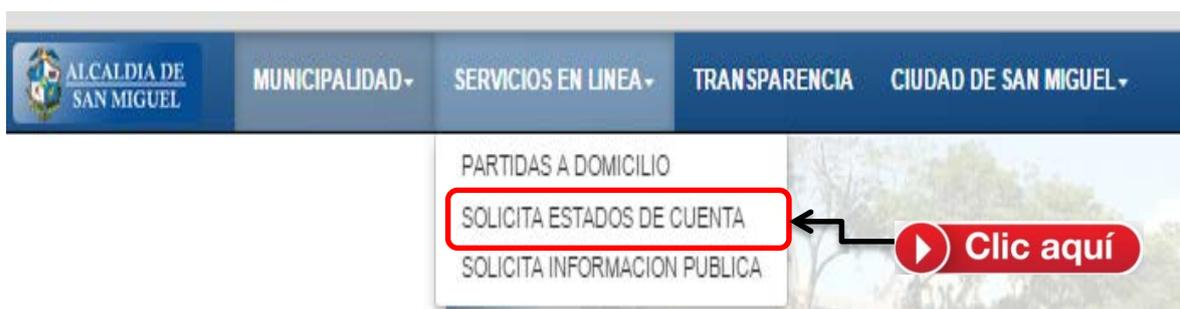 ALCALDIA DE
SAN MIGUEL
MUNICIPALIDAD
SERVICIOS EN LINEA
TRANSPARENCIA
CIUDAD DE SAN MIGUEL
PARTIDAS A DOMICILIO
SOLICITA ESTADOS DE CUENTA
SOLICITA INFORMACION PUBLICA
Clic aquí